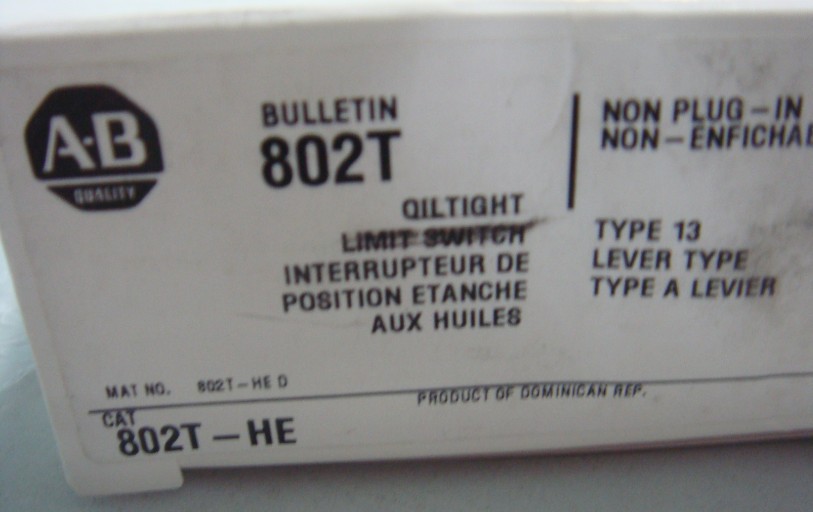 A-B
QUALITY
BULLETIN
802T
OILTIGHT
LIMIT SWITCH
INTERRUPTEUR DE
POSITION ETANCHE
AUX HUILES
NON PLUG-IN
NON-ENFICHAB
TYPE 13
LEVER TYPE
TYPE A LEVIER
MAT NO. 802T-HE D
PRODUCT OF DOMINICAN REP.
CAT
802T-HE